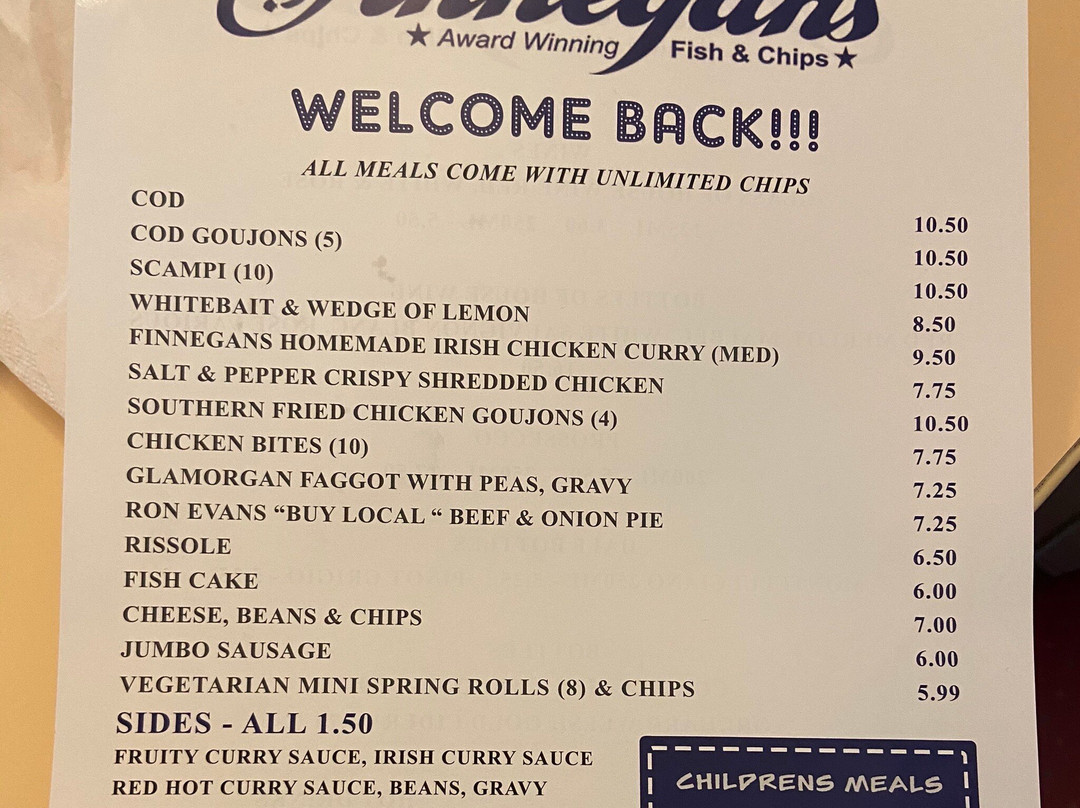 Finnegans
★ Award Winning Fish & Chips ★
WELCOME BACK!!!
ALL MEALS COME WITH UNLIMITED CHIPS
COD 10.50
COD GOUJONS (5) 10.50
SCAMPI (10) 10.50
WHITEBAIT & WEDGE OF LEMON 8.50
FINNEGANS HOMEMADE IRISH CHICKEN CURRY (MED) 9.50
SALT & PEPPER CRISPY SHREDDED CHICKEN 7.75
SOUTHERN FRIED CHICKEN GOUJONS (4) 10.50
CHICKEN BITES (10) 7.75
GLAMORGAN FAGGOT WITH PEAS, GRAVY 7.25
RON EVANS “BUY LOCAL “ BEEF & ONION PIE 7.25
RISSOLE 6.50
FISH CAKE 6.00
CHEESE, BEANS & CHIPS 7.00
JUMBO SAUSAGE 6.00
VEGETARIAN MINI SPRING ROLLS (8) & CHIPS 5.99
SIDES - ALL 1.50
FRUITY CURRY SAUCE, IRISH CURRY SAUCE
RED HOT CURRY SAUCE, BEANS, GRAVY
CHILDRENS MEALS